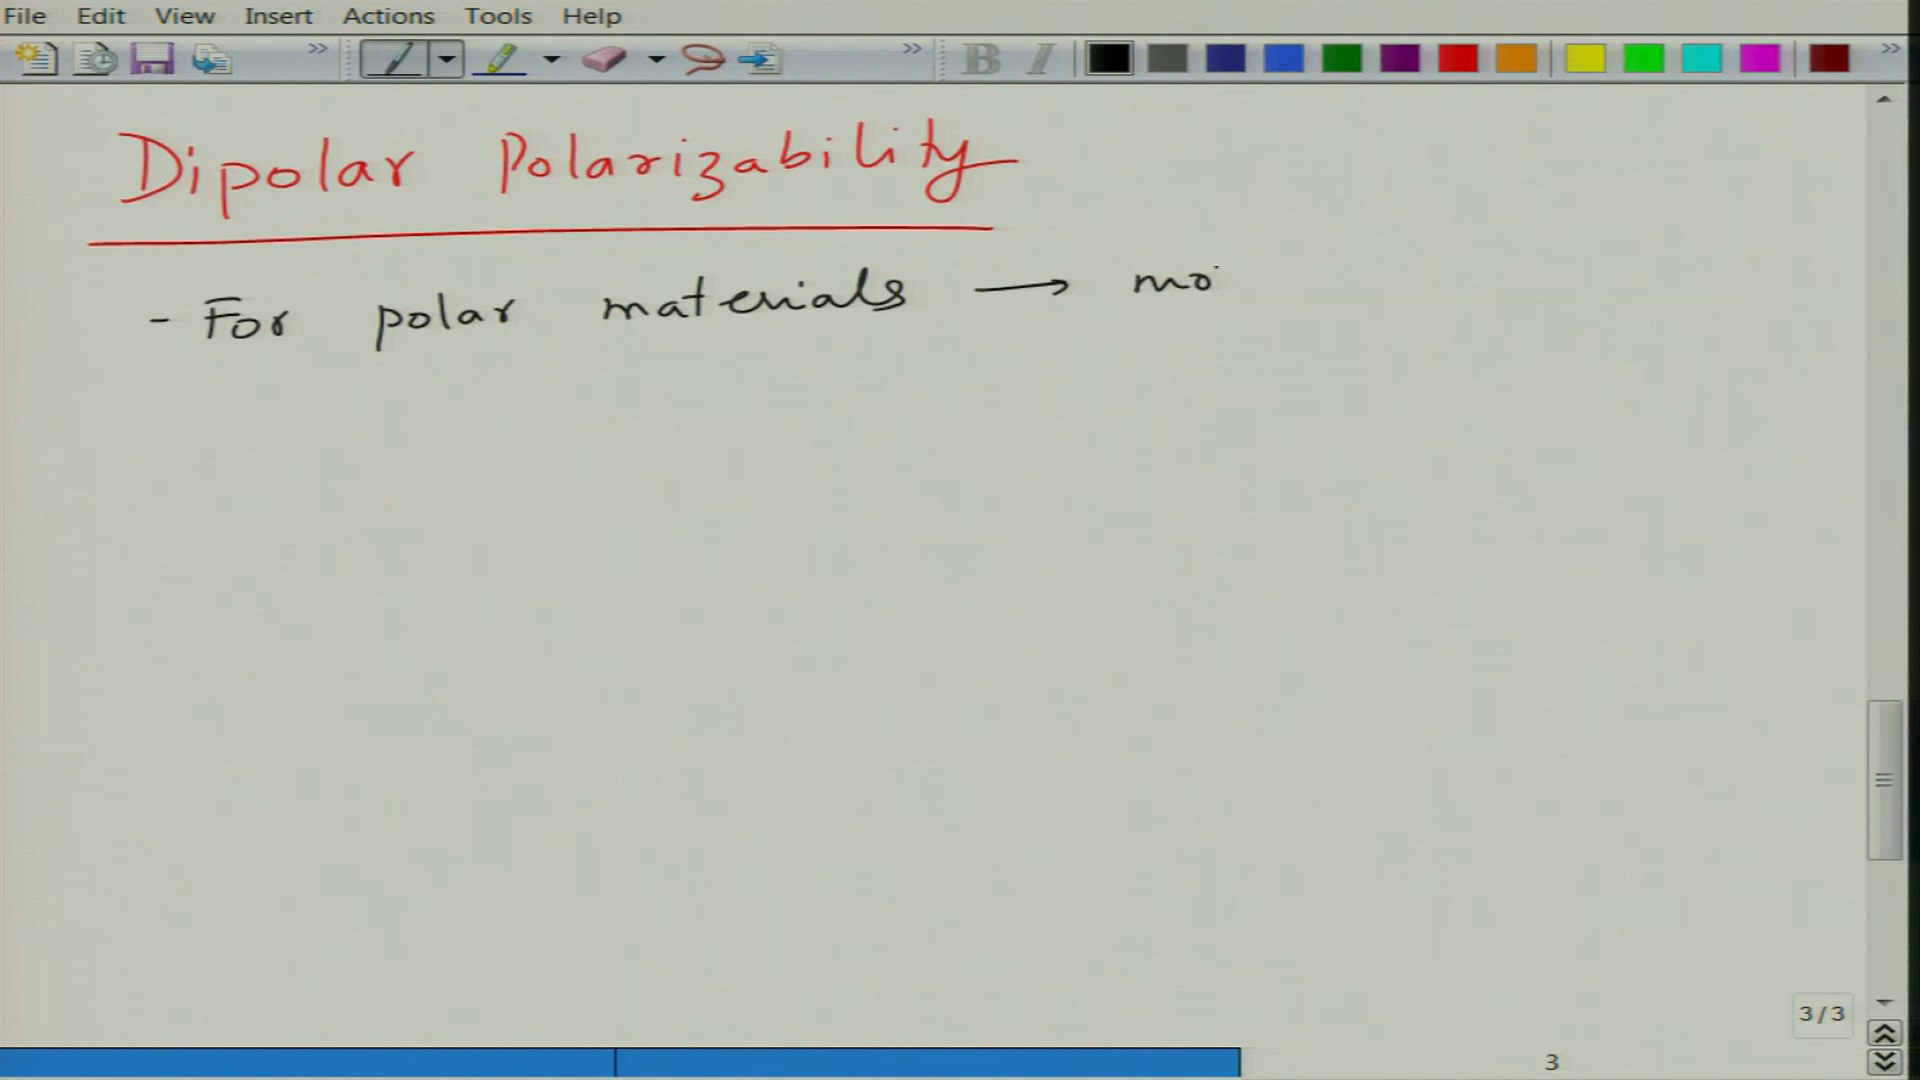 File Edit View Insert Actions Tools Help
B I
Dipolar Polarizability
- For polar materials → mo
3/3
3